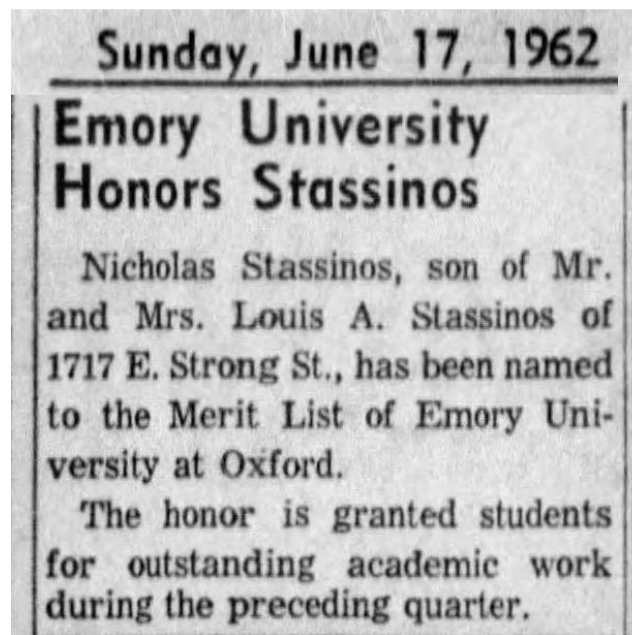 Sunday, June 17, 1962
Emory University
Honors Stassinos
Nicholas Stassinos, son of Mr.
and Mrs. Louis A. Stassinos of
1717 E. Strong St., has been named
to the Merit List of Emory Uni-
versity at Oxford.
The honor is granted students
for outstanding academic work
during the preceding quarter.